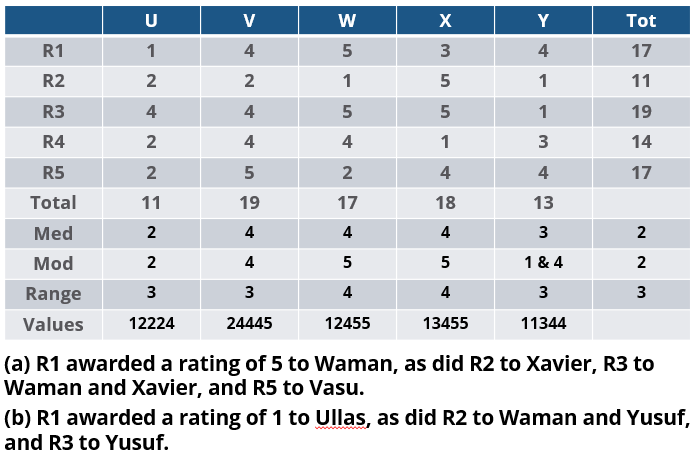 U V W X Y Tot
R1 1 4 5 3 4 17
R2 2 2 1 5 1 11
R3 4 4 5 5 1 19
R4 2 4 4 1 3 14
R5 2 5 2 4 4 17
Total 11 19 17 18 13
Med 2 4 4 4 3 2
Mod 2 4 5 5 1 & 4 2
Range 3 3 4 4 3 3
Values 12224 24445 12455 13455 11344
(a) R1 awarded a rating of 5 to Waman, as did R2 to Xavier, R3 to
Waman and Xavier, and R5 to Vasu.
(b) R1 awarded a rating of 1 to Ullas, as did R2 to Waman and Yusuf,
and R3 to Yusuf.